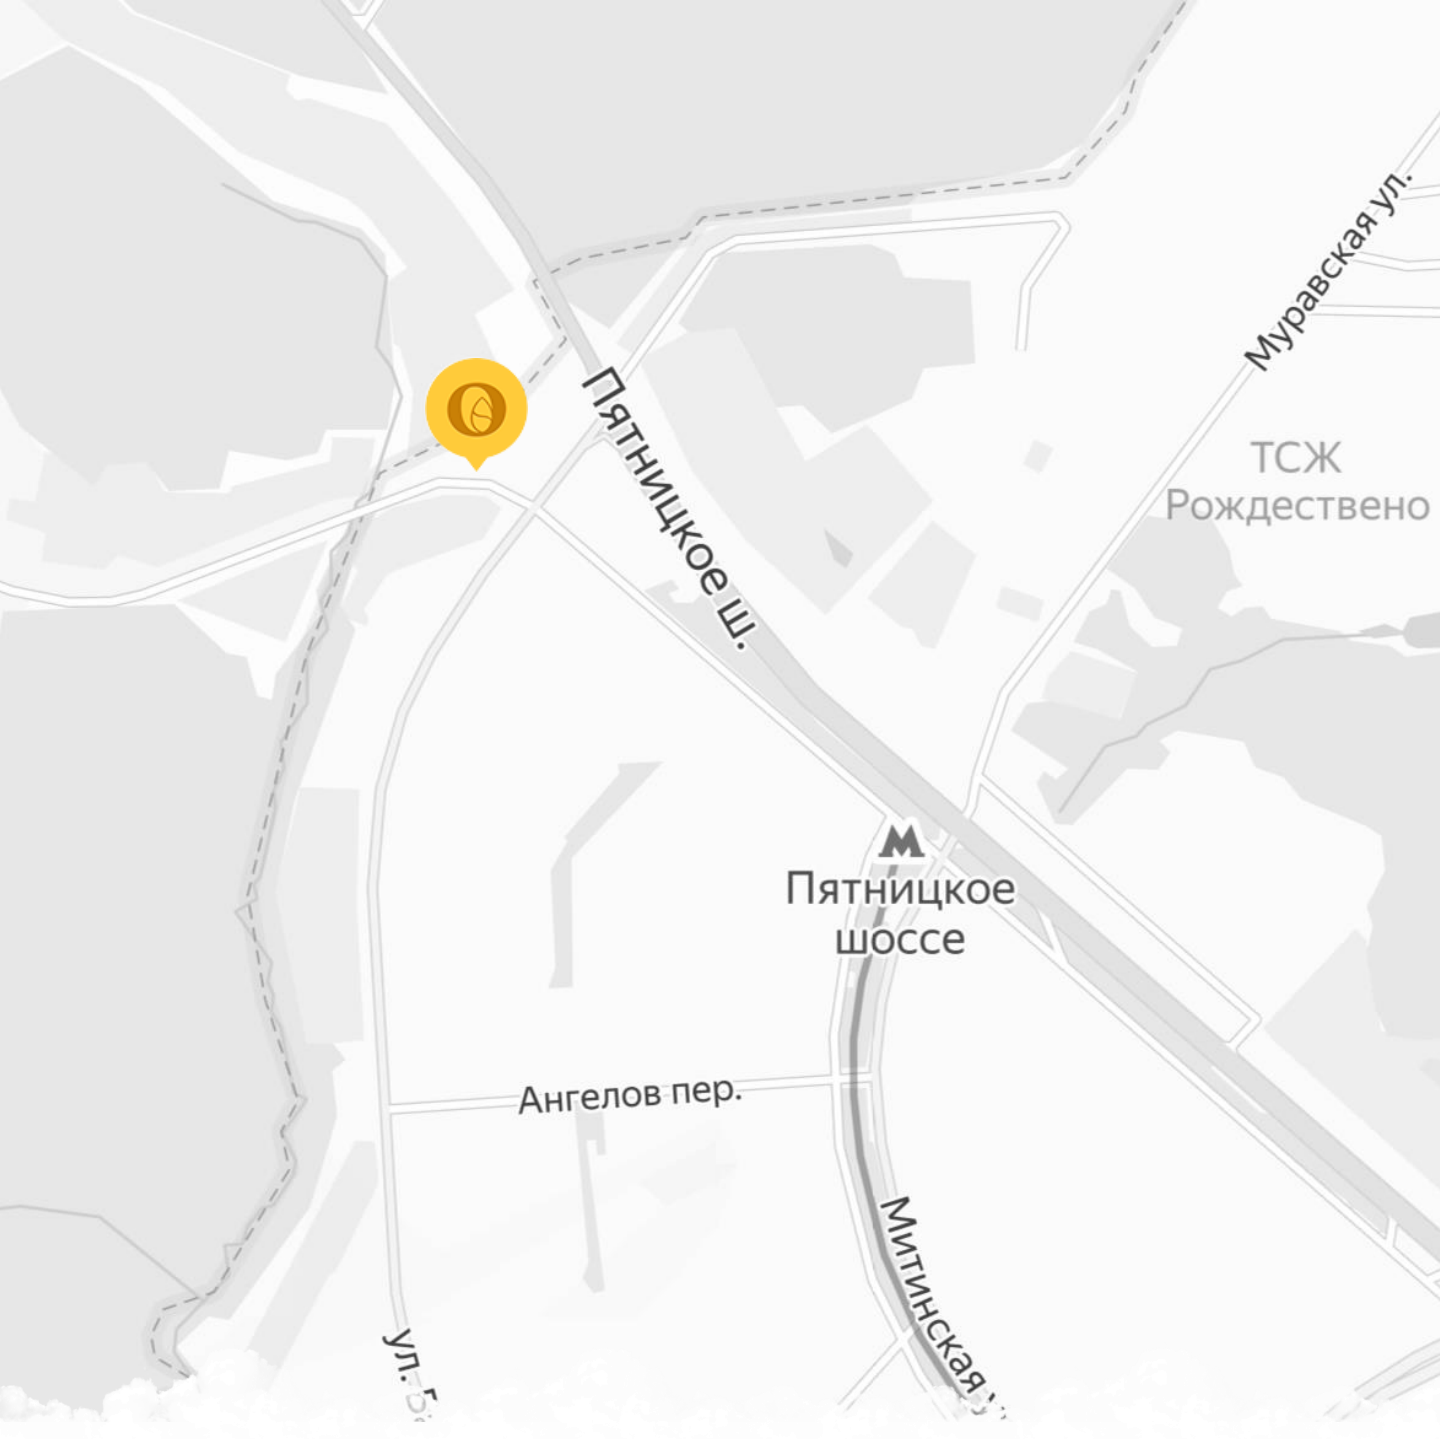 Муравская ул.
Пятницкое ш.
ТСЖ
Рождествено
Пятницкое
шоссе
Ангелов пер.
Митинская
ул.